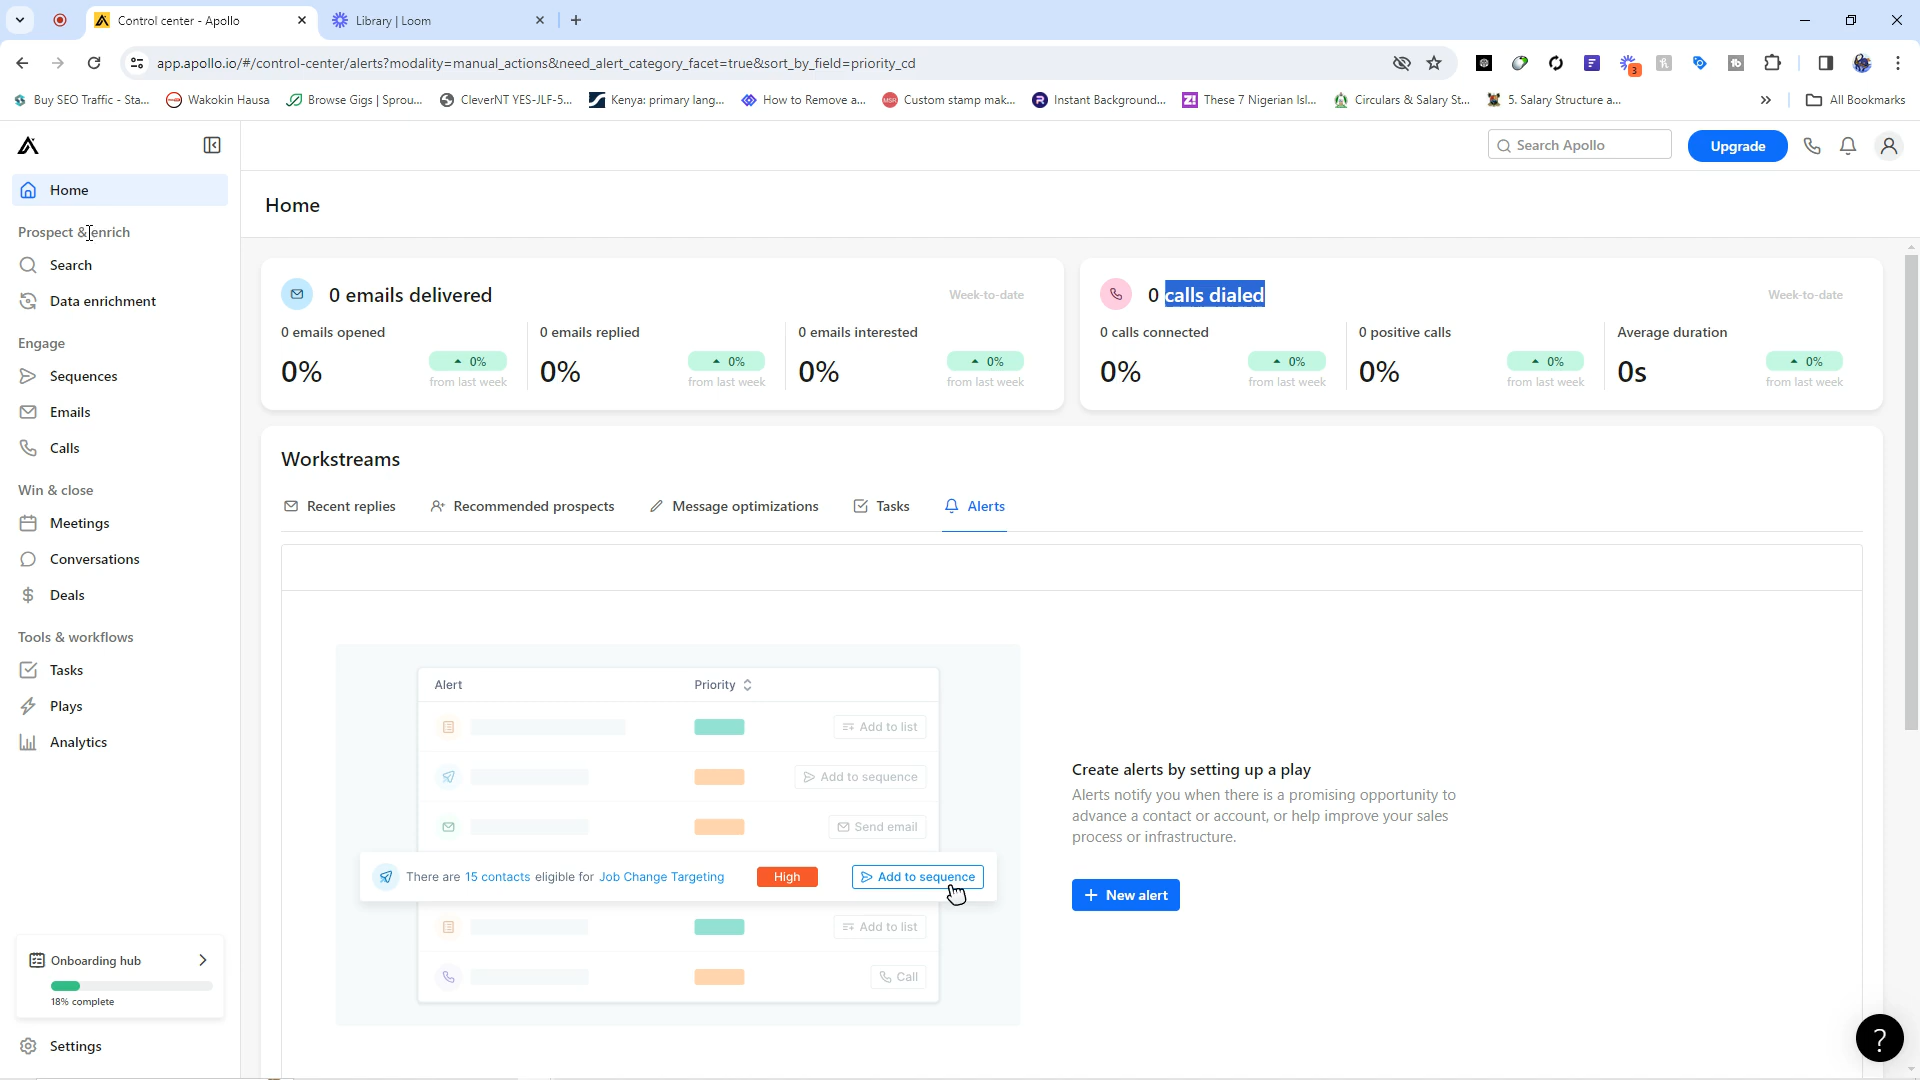 Control center - Apollo
Library | Loom
app.apollo.io/#/control-center/alerts?modality=manual_actions&need_alert_category_facet=true&sort_by_field=priority_cd
3
Buy SEO Traffic - Sta...
Wakokin Hausa
Browse Gigs | Sprou...
CleverNT YES-JLF-5...
Kenya: primary lang...
How to Remove a...
Custom stamp mak...
Instant Background...
These 7 Nigerian Isl...
Circulars & Salary St...
5. Salary Structure a...
All Bookmarks
Search Apollo
Upgrade
Home
Prospect & enrich
Search
Data enrichment
Engage
Sequences
Emails
Calls
Win & close
Meetings
Conversations
Deals
Tools & workflows
Tasks
Plays
Analytics
Onboarding hub
18% complete
Settings
Home
0 emails delivered
Week-to-date
0 emails opened
0%
0%
from last week
0 emails replied
0%
0%
from last week
0 emails interested
0%
0%
from last week
0 calls dialed
Week-to-date
0 calls connected
0%
0%
from last week
0 positive calls
0%
0%
from last week
Average duration
0s
0%
from last week
Workstreams
Recent replies
Recommended prospects
Message optimizations
Tasks
Alerts
Alert
Priority
Add to list
Add to sequence
Send email
There are 15 contacts eligible for Job Change Targeting
High
Add to sequence
Add to list
Call
Create alerts by setting up a play
Alerts notify you when there is a promising opportunity to
advance a contact or account, or help improve your sales
process or infrastructure.
+ New alert
?